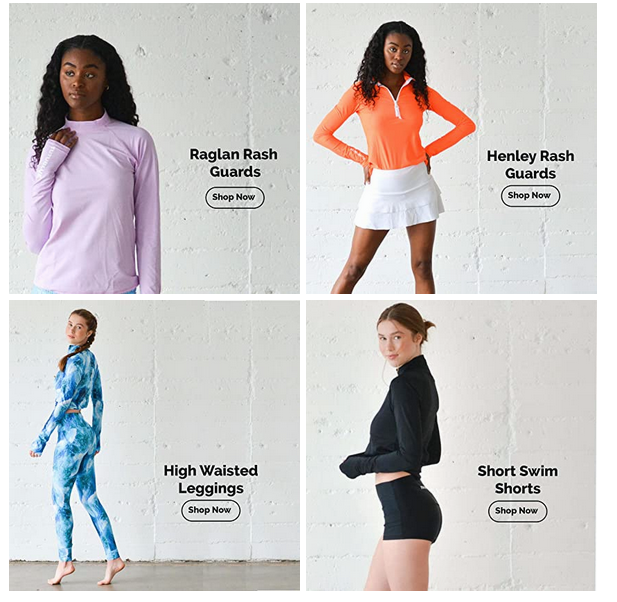 Raglan Rash
Guards
Shop Now
Henley Rash
Guards
Shop Now
High Waisted
Leggings
Shop Now
Short Swim
Shorts
Shop Now